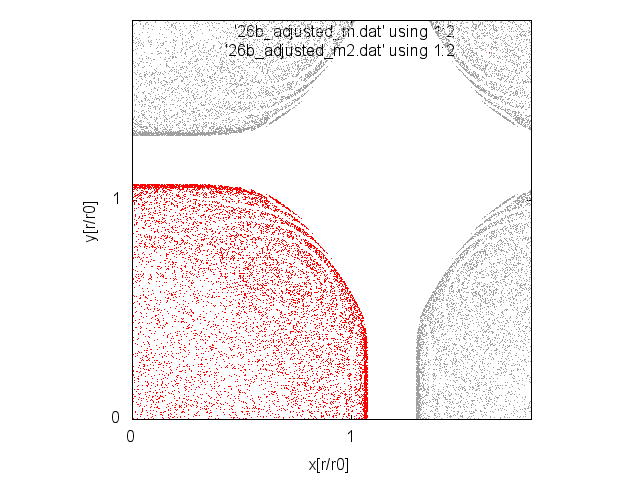 '26b_adjusted_m.dat' using 1:2
'26b_adjusted_m2.dat' using 1:2
1
y[r/r0]
0
0 1
x[r/r0]